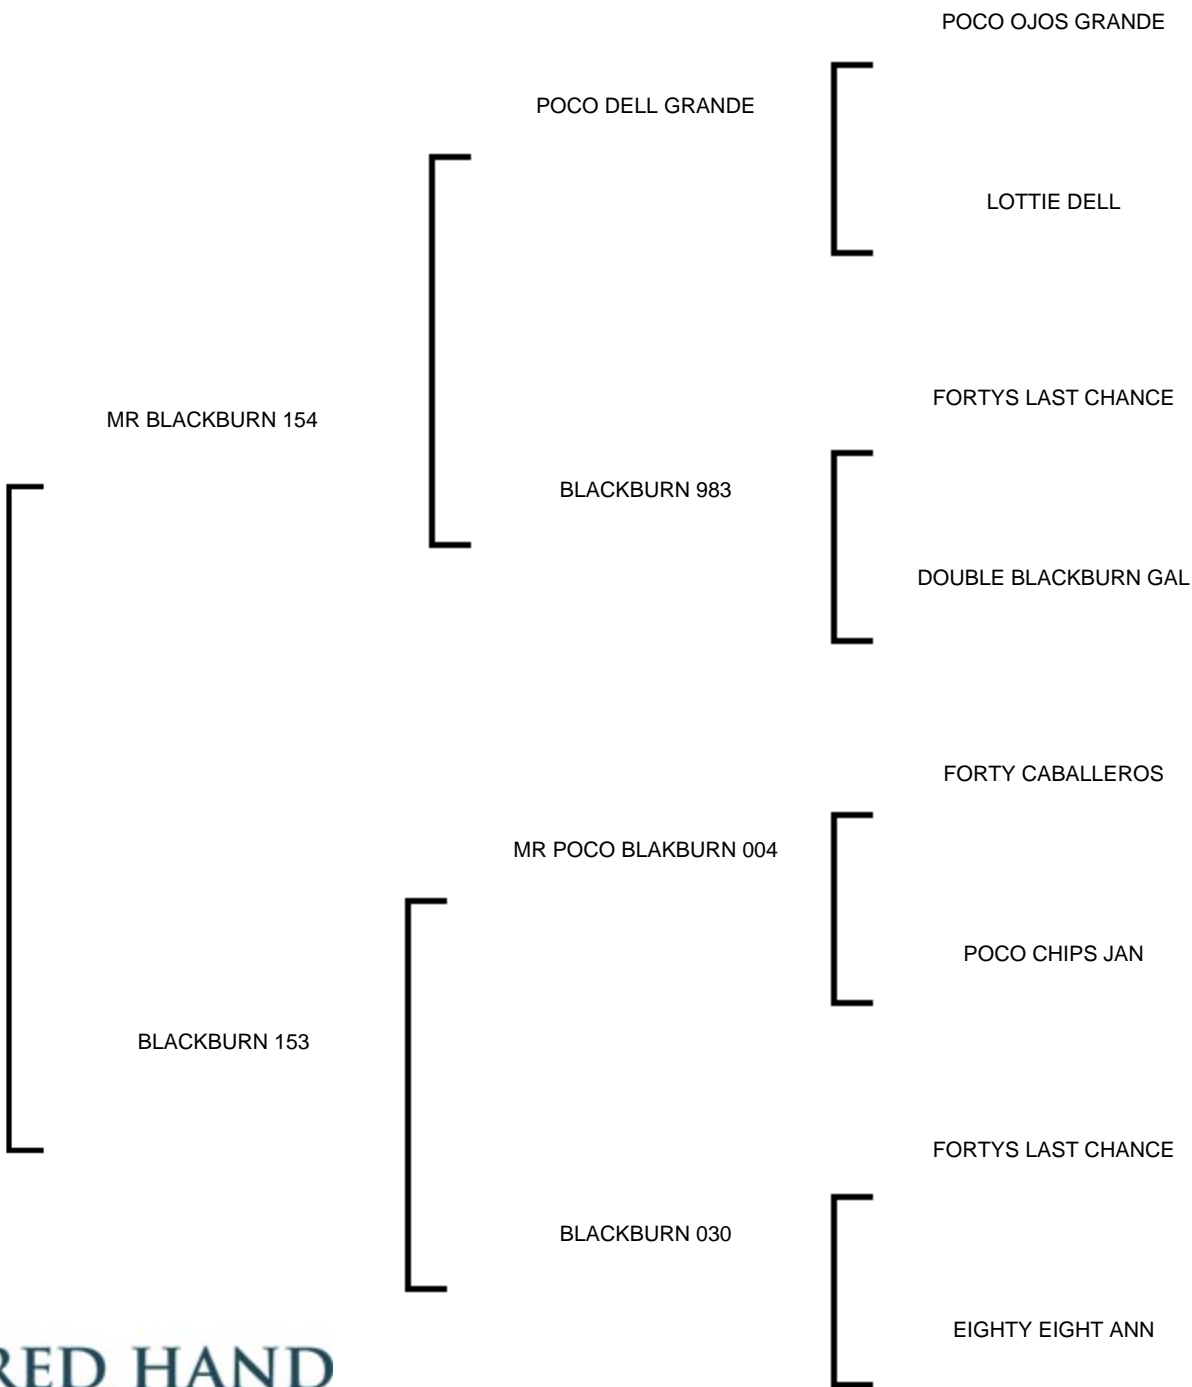 POCO OJOS GRANDE
POCO DELL GRANDE
LOTTIE DELL
FORTYS LAST CHANCE
MR BLACKBURN 154
BLACKBURN 983
DOUBLE BLACKBURN GAL
FORTY CABALLEROS
MR POCO BLAKBURN 004
POCO CHIPS JAN
BLACKBURN 153
FORTYS LAST CHANCE
BLACKBURN 030
EIGHTY EIGHT ANN
RED HAND